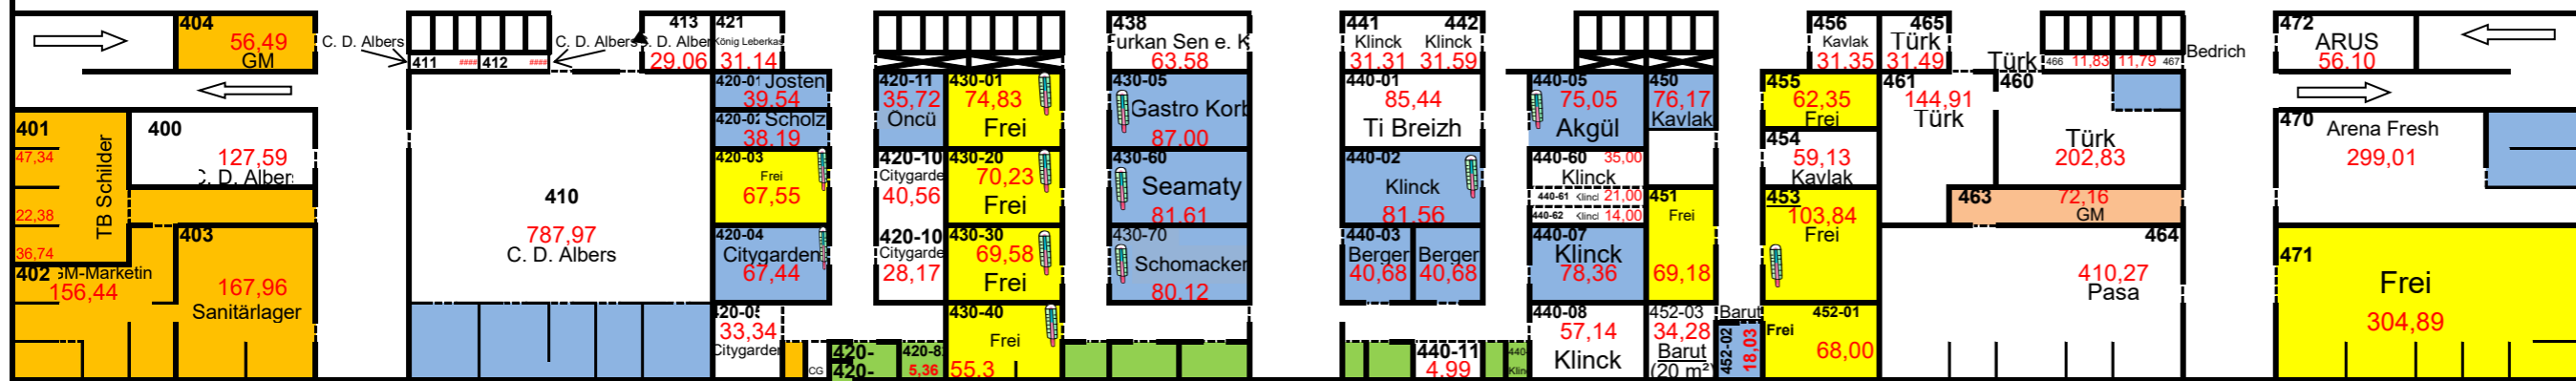 404
56,49
GM
C. D. Albers
411
####
412
####
C. D. Albers
413
29.06
421
König Leberkas
31.14
438
Furkan Sen e. K
63.58
441
442
Klinck
Klinck
31.31
31.59
456
Kavlak
31.35
465
Türk
31.49
Türk
466
11,83
11,79
467
Bedrich
472
ARUS
56.10
401
47,34
22,38
36,74
TB Schilder
400
127,59
C. D. Albers
402
156,44
403
167,96
Sanitärlager
410
787,97
C. D. Albers
Josten
39.54
Scholz
38.19
420-03
Frei
67,55
420-04
Citygarden
67,44
33,34
Citygarden
CG
420-
420-
420-8
5,36
420-11
35,72
Öncü
420-10
Citygarde
40,56
420-10
Citygarde
28,17
430-01
74,83
Frei
430-20
70,23
Frei
430-30
69,58
Frei
430-40
Frei
55.3
430-05
Gastro Korb
87.00
430-60
Seamaty
81.61
430-70
Schomacker
80.12
440-01
85,44
Ti Breizh
440-02
Klinck
81,56
440-03
Berger
40,68
Berger
40,68
440-11
4,99
440-05
75,05
Akgül
440-60
35,00
Klinck
440-61
21,00
440-62
14,00
440-07
Klinck
78,36
440-08
57,14
Klinck
450
76,17
Kavlak
451
Frei
69,18
452-03
34,28
Barut
(20 m²
Barut
452-02
18,03
455
62,35
Frei
454
59,13
Kavlak
453
103,84
Frei
452-01
Frei
68,00
461
144,91
Türk
460
Türk
202,83
463
72,16
GM
464
410,27
Pasa
470
Arena Fresh
299,01
471
Frei
304,89